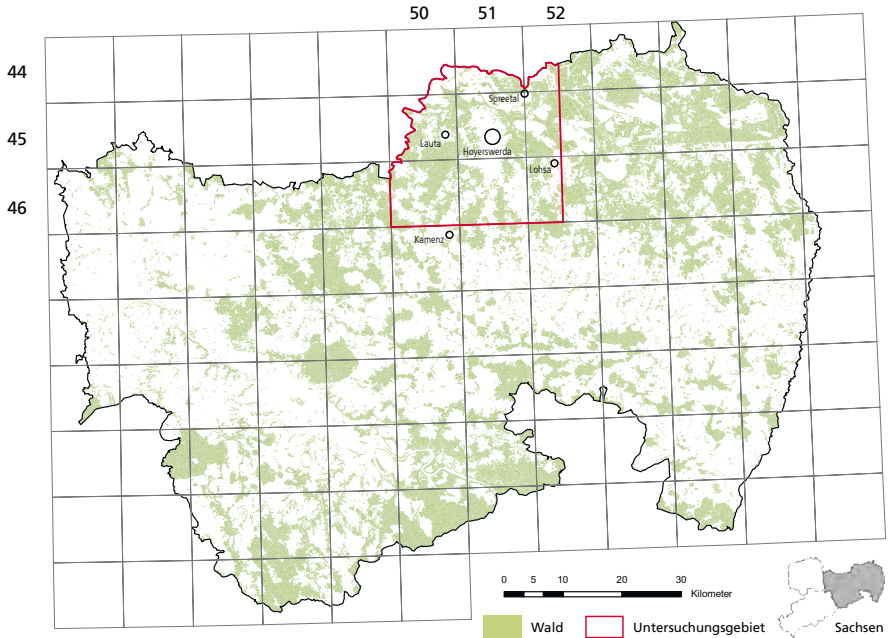 50 51 52
44
45
46
Spreetal
Lauta
Hoyerswerda
Lohsa
Kamenz
0 5 10 20 30
Kilometer
Wald Untersuchungsgebiet Sachsen